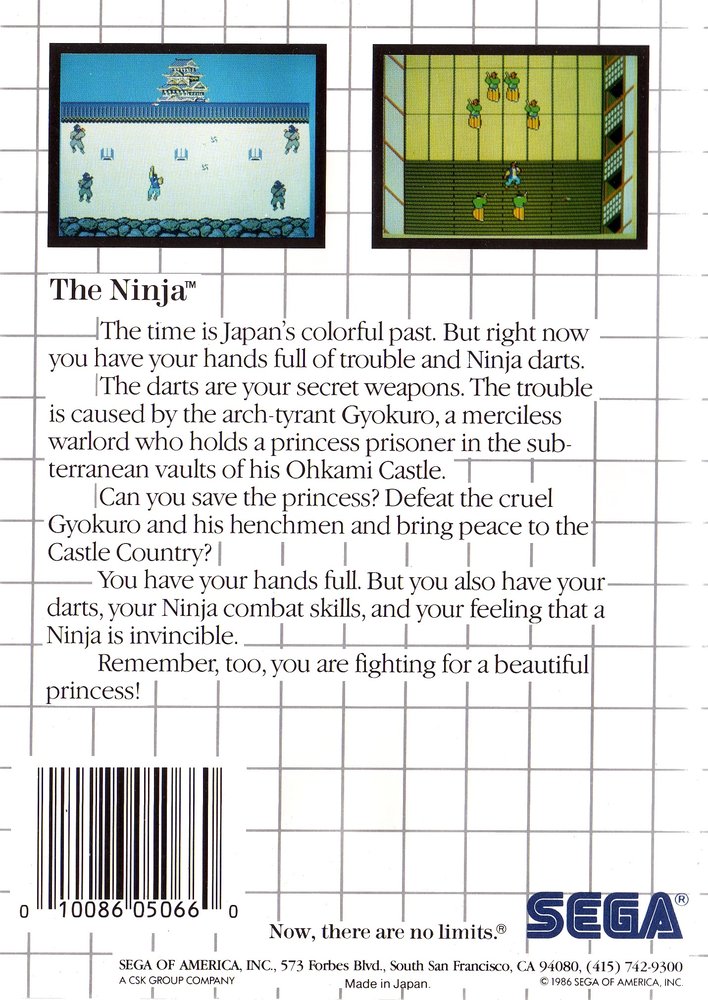 The Ninja™
The time is Japan's colorful past. But right now
you have your hands full of trouble and Ninja darts.
The darts are your secret weapons. The trouble
is caused by the arch-tyrant Gyokuro, a merciless
warlord who holds a princess prisoner in the sub-
terranean vaults of his Ohkami Castle.
Can you save the princess? Defeat the cruel
Gyokuro and his henchmen and bring peace to the
Castle Country?
You have your hands full. But you also have your
darts, your Ninja combat skills, and your feeling that a
Ninja is invincible.
Remember, too, you are fighting for a beautiful
princess!
0 10086 05066 0
Now, there are no limits.® SEGA®
SEGA OF AMERICA, INC., 573 Forbes Blvd., South San Francisco, CA 94080, (415) 742-9300
A CSK GROUP COMPANY Made in Japan. ©1986 SEGA OF AMERICA, INC.